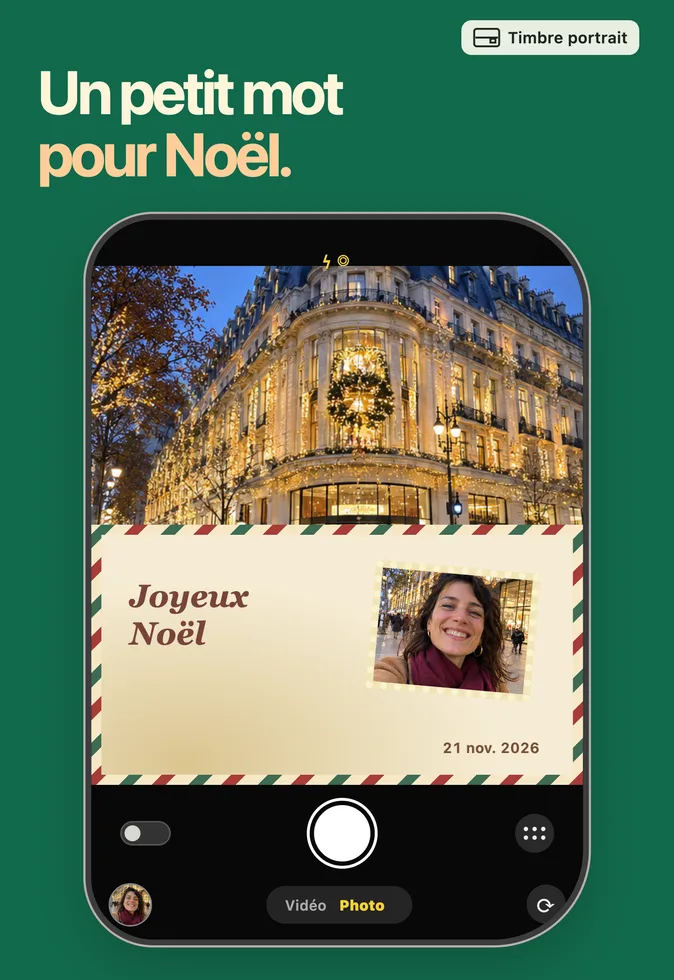 Timbre portrait
Un petit mot
pour Noël.
Joyeux
Noël
21 nov. 2026
Vidéo Photo